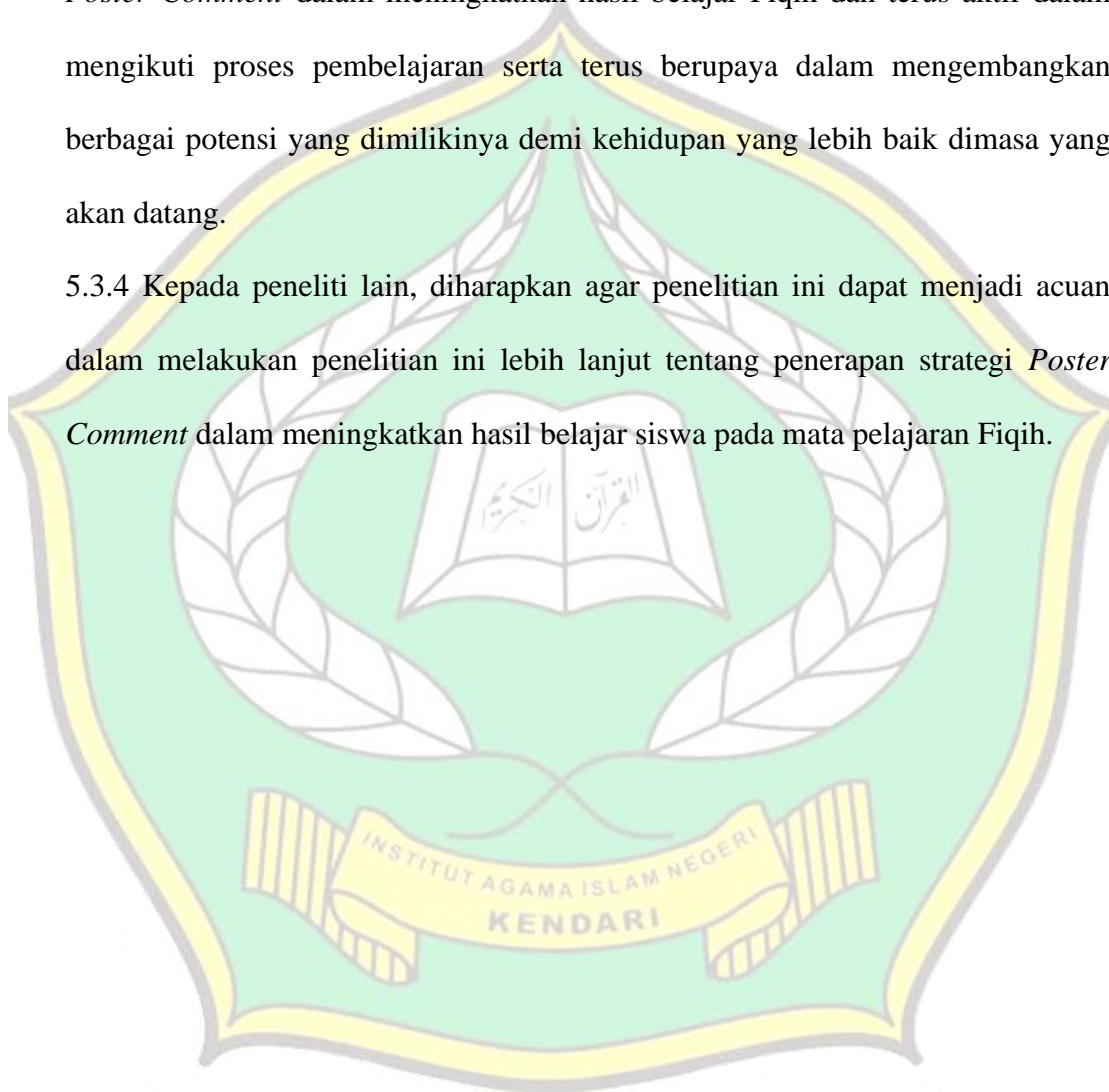 Poster Comment dalam meningkatkan hasil belajar Fiqih dan terus aktif dalam
mengikuti proses pembelajaran serta terus berupaya dalam mengembangkan
berbagai potensi yang dimilikinya demi kehidupan yang lebih baik dimasa yang
akan datang.
5.3.4 Kepada peneliti lain, diharapkan agar penelitian ini dapat menjadi acuan
dalam melakukan penelitian ini lebih lanjut tentang penerapan strategi Poster
Comment dalam meningkatkan hasil belajar siswa pada mata pelajaran Fiqih.
القرآن الكريم
INSTITUT AGAMA ISLAM NEGERI
KENDARI